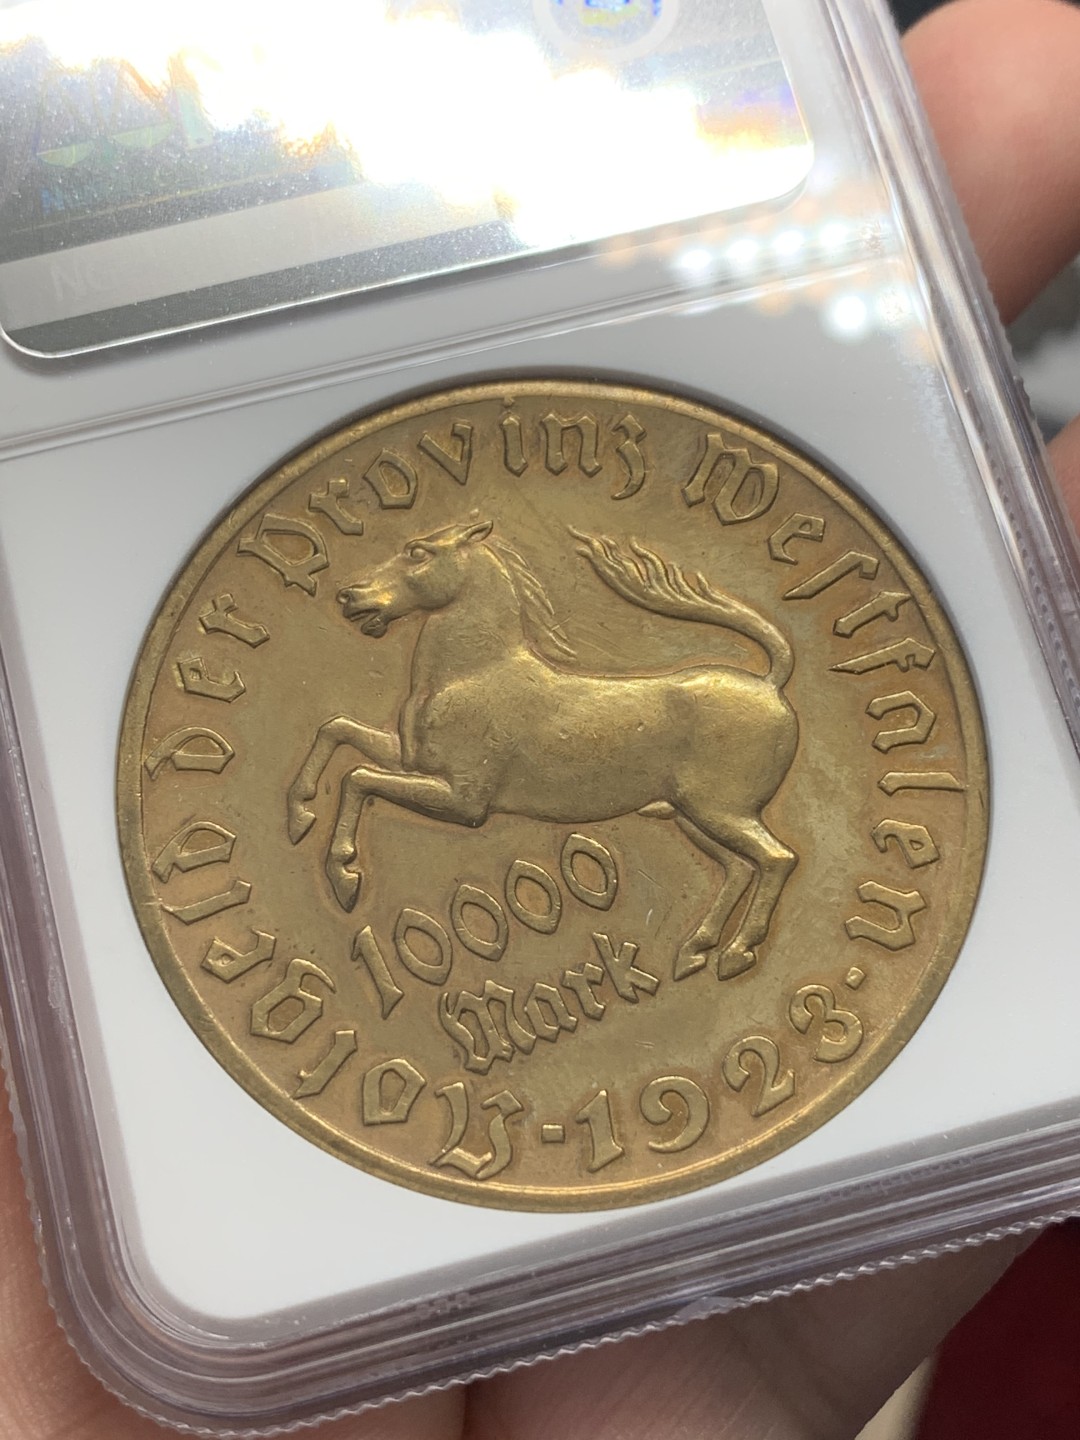 Notgeld der Provinz Westfalen · 1923 ·
10000
Mark